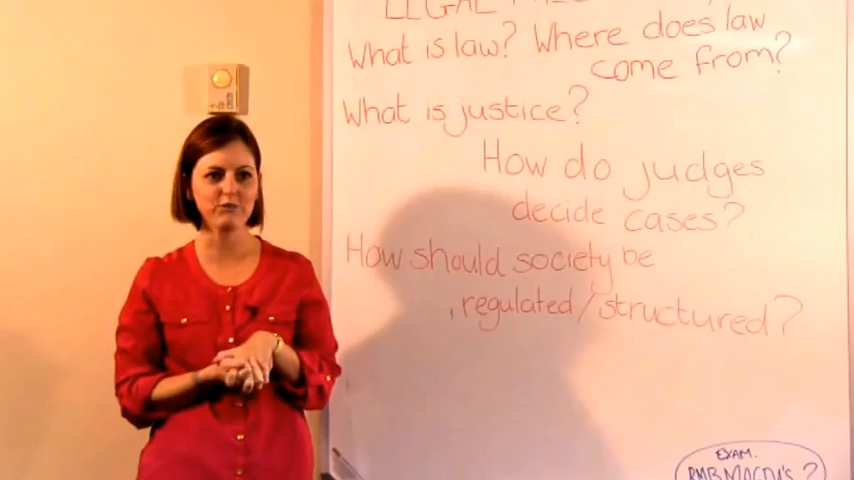 LEGAL
What is law? Where does law
come from?
What is justice?
How do judges
decide cases?
How should society be
regulated/structured?
EXAM.